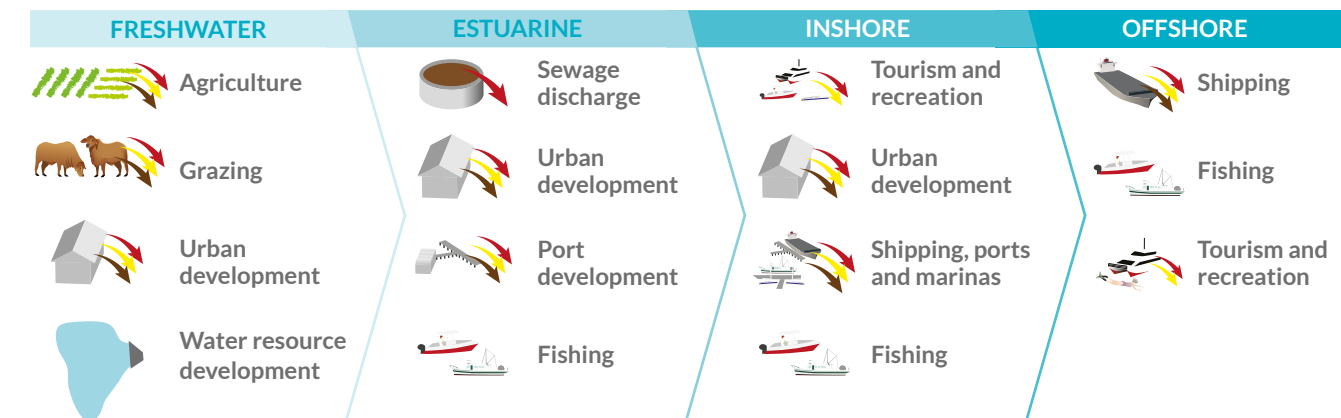 FRESHWATER
Agriculture
Grazing
Urban
development
Water resource
development
ESTUARINE
Sewage
discharge
Urban
development
Port
development
Fishing
INSHORE
Tourism and
recreation
Urban
development
Shipping, ports
and marinas
Fishing
OFFSHORE
Shipping
Fishing
Tourism and
recreation